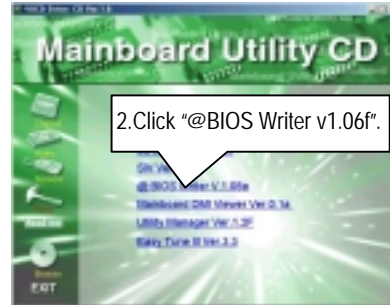 Mainboard Utility CD
2.Click “@BIOS Writer v1.06f”.
@BIOS Writer V.1.06a
Mainboard DMI Viewer Ver 0.1a
Utility Manager Ver.1.2F
Easy Tune III Ver.3.3
EXIT